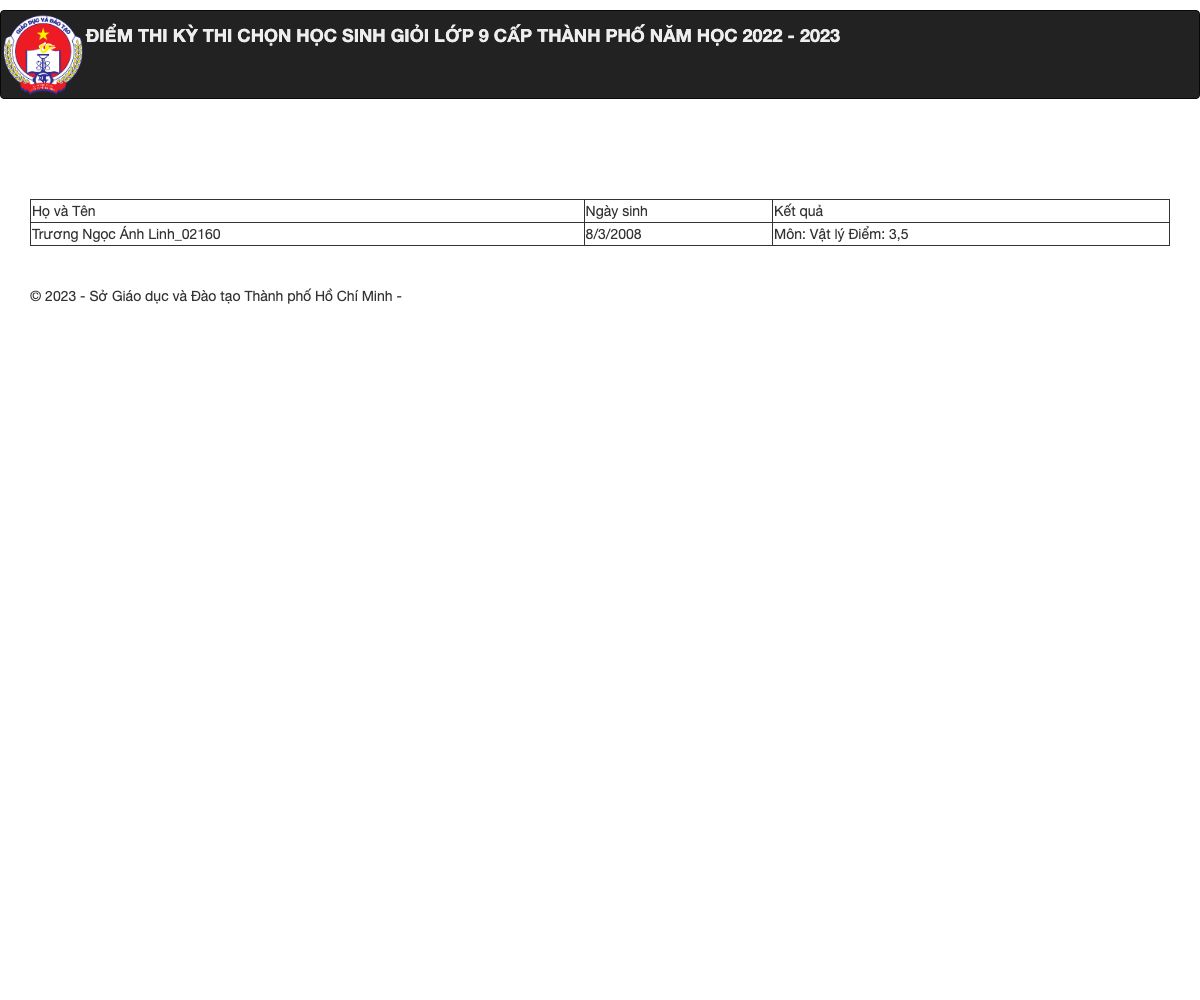 GIÁO DỤC VÀ ĐÀO TẠO
ĐIỂM THI KỲ THI CHỌN HỌC SINH GIỎI LỚP 9 CẤP THÀNH PHỐ NĂM HỌC 2022 - 2023
Họ và Tên Ngày sinh Kết quả
Trương Ngọc Ánh Linh_02160 8/3/2008 Môn: Vật lý Điểm: 3,5
© 2023 - Sở Giáo dục và Đào tạo Thành phố Hồ Chí Minh -